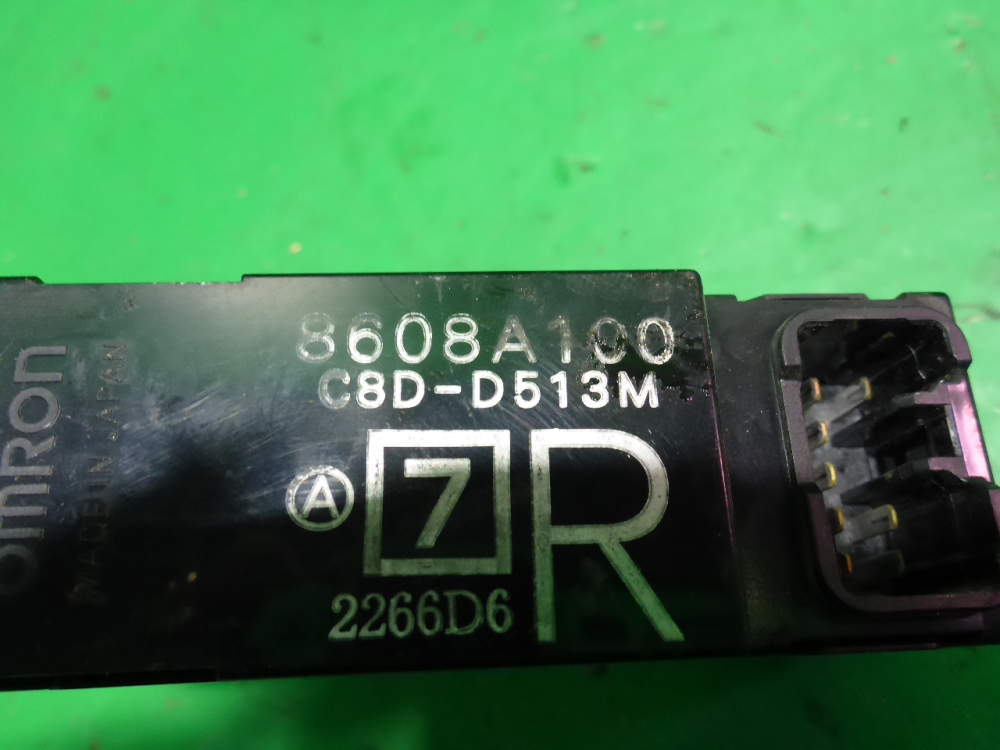 8608A100
C8D-D513M
A 7 R
2266D6
omRon
MADE IN JAPAN